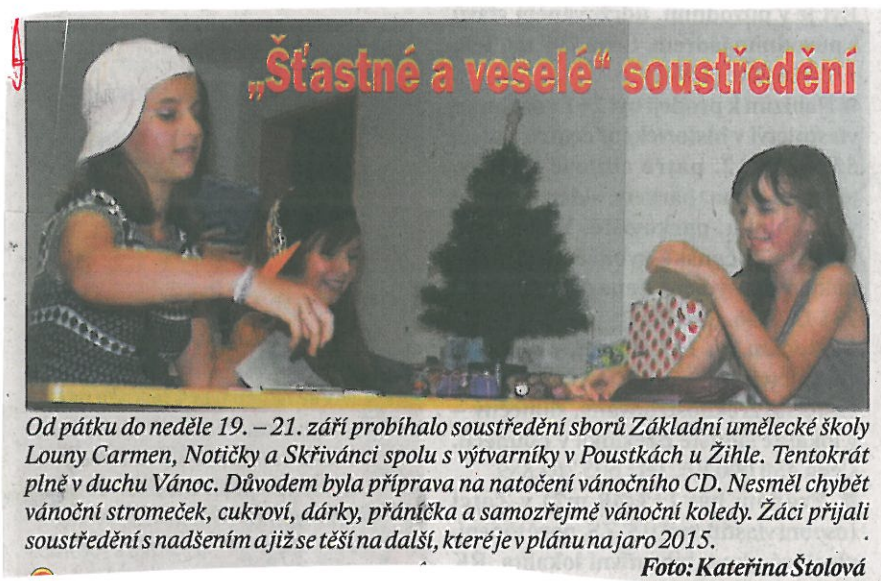 „Šťastné a veselé“ soustředění
Od pátku do neděle 19. – 21. září probíhalo soustředění sborů Základní umělecké školy
Louny Carmen, Notičky a Skřivánci spolu s výtvarníky v Poustkách u Žihle. Tentokrát
plně v duchu Vánoc. Důvodem byla příprava na natočení vánočního CD. Nesměl chybět
vánoční stromeček, cukroví, dárky, přáníčka a samozřejmě vánoční koledy. Žáci přijali
soustředění s nadšením a již se těší na další, které je v plánu na jaro 2015.
Foto: Kateřina Štolová